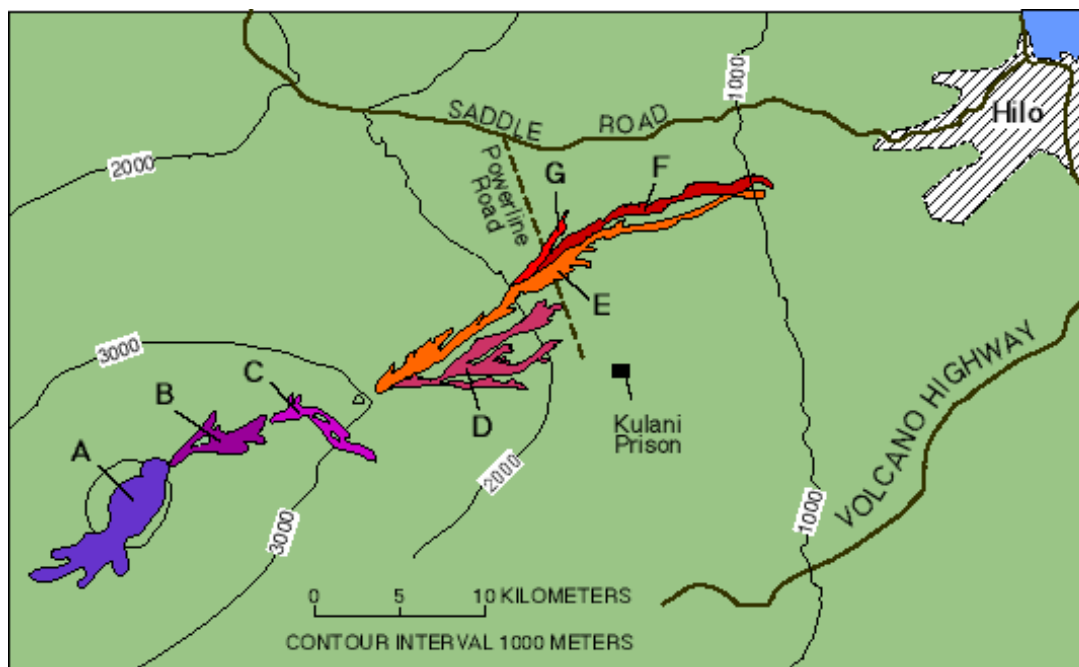 1000
Hilo
SADDLE ROAD
2000
Powerline
Road
G
F
E
3000
C
B
D
A
Kulani
Prison
2000
3000
1000
VOLCANO HIGHWAY
0 5 10 KILOMETERS
CONTOUR INTERVAL 1000 METERS